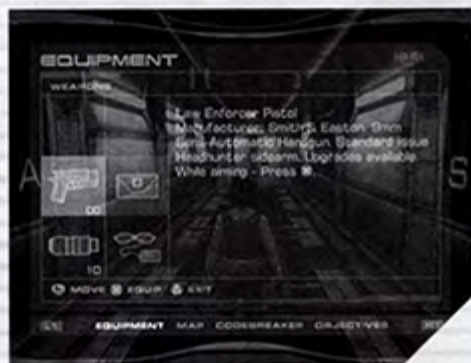 EQUIPMENT
WEAPONS
Law Enforcer Pistol
Manufacturer: Smith & Easton. 9mm
Semi-Automatic Handgun. Standard issue
Headhunter sidearm. Upgrades available.
While aiming - Press
10
MOVE EQUIP EXIT
L1 EQUIPMENT MAP CODEBREAKER OBJECTIVES